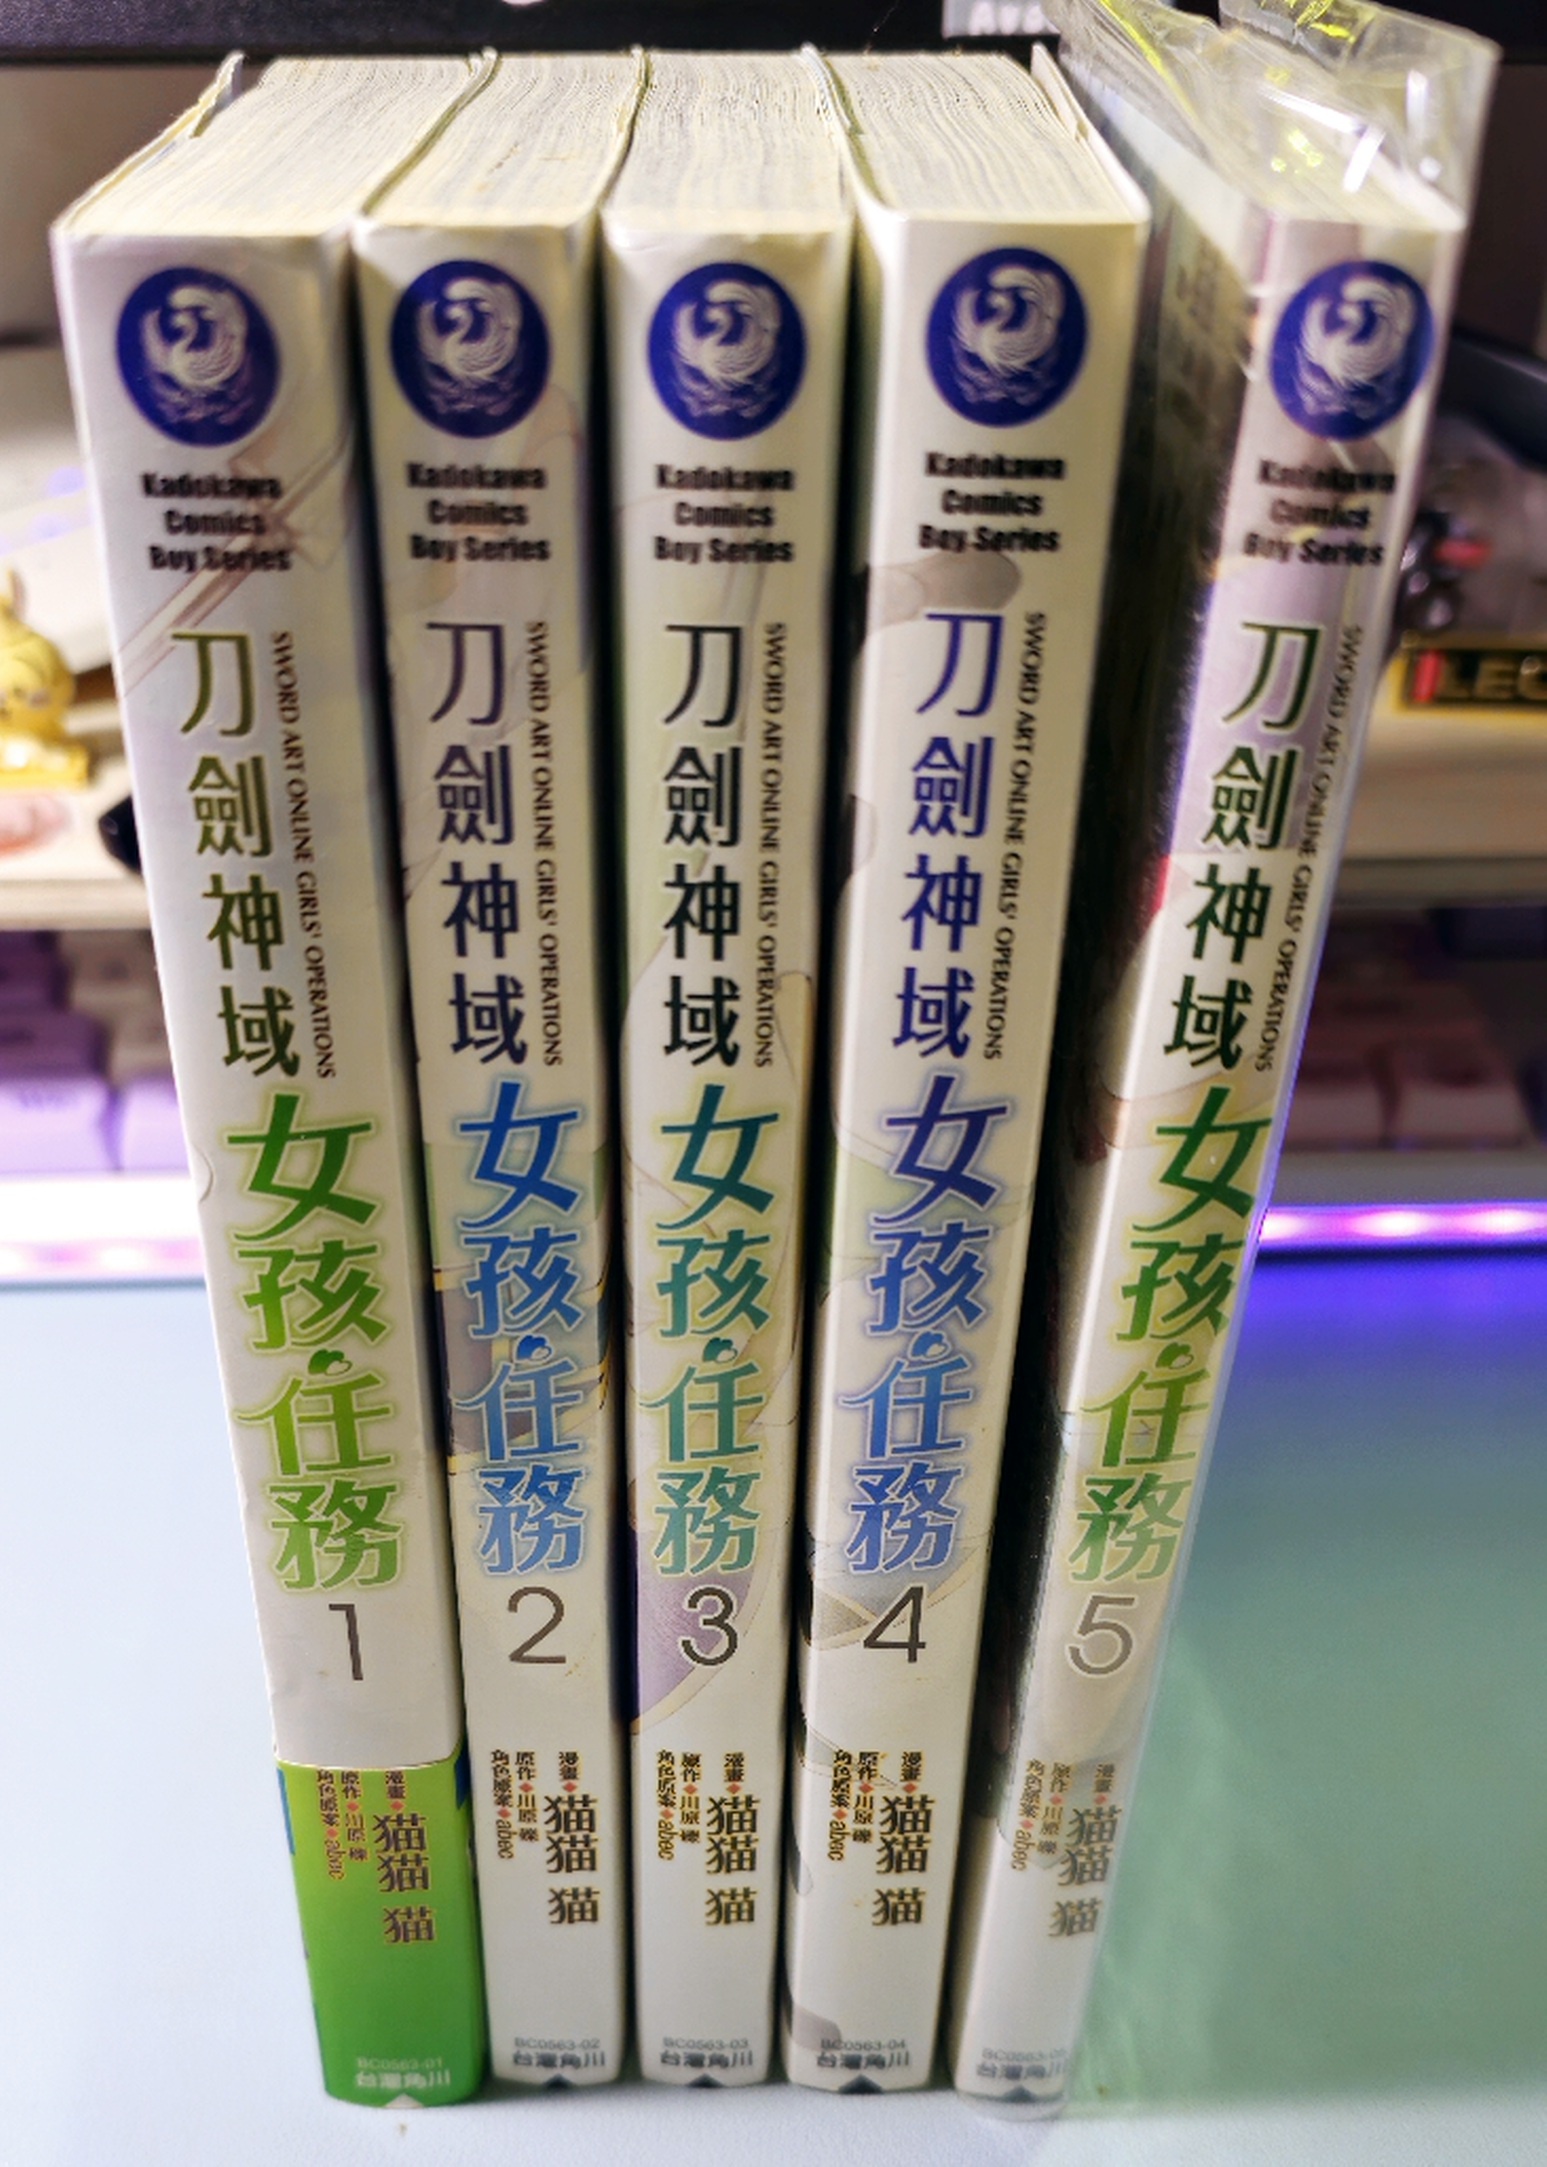 Kadokawa
Comics
Boy Series
刀劍神域
SWORD ART ONLINE GIRLS' OPERATIONS
女孩任務
1
漫畫◆猫猫 猫
原作◆川原 礫
角色原案◆abec
BC0563-01
台灣角川
Kadokawa
Comics
Boy Series
刀劍神域
SWORD ART ONLINE GIRLS' OPERATIONS
女孩任務
2
漫畫◆猫猫 猫
原作◆川原 礫
角色原案◆abec
BC0563-02
台灣角川
Kadokawa
Comics
Boy Series
刀劍神域
SWORD ART ONLINE GIRLS' OPERATIONS
女孩任務
3
漫畫◆猫猫 猫
原作◆川原 礫
角色原案◆abec
BC0563-03
台灣角川
Kadokawa
Comics
Boy Series
刀劍神域
SWORD ART ONLINE GIRLS' OPERATIONS
女孩任務
4
漫畫◆猫猫 猫
原作◆川原 礫
角色原案◆abec
BC0563-04
台灣角川
Kadokawa
Comics
Boy Series
刀劍神域
SWORD ART ONLINE GIRLS' OPERATIONS
女孩任務
5
漫畫◆猫猫 猫
原作◆川原 礫
角色原案◆abec
BC0563-05
台灣角川